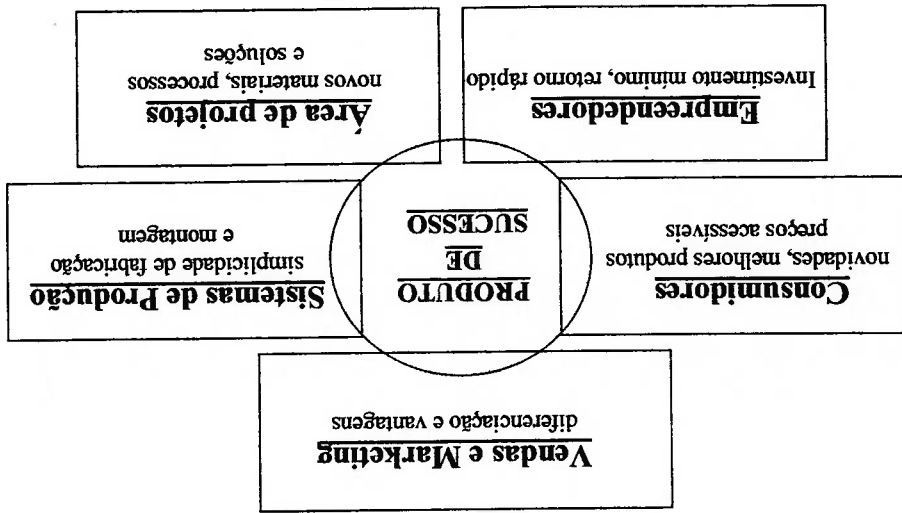 Vendas e Marketing
diferenciação e vantagens
Consumidores
novidades, melhores produtos
preços acessíveis
PRODUTO
DE
SUCESSO
Sistemas de Produção
simplicidade de fabricação
e montagem
Empreendedores
Investimento mínimo, retorno rápido
Área de projetos
novos materiais, processos
e soluções